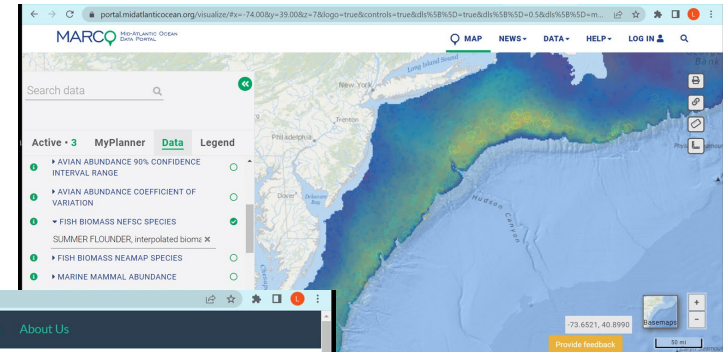 portal.midatlanticocean.org/visualize/#x=-74.00&y=39.00&z=7&logo=true&controls=true&dls%5B%5D=true&dls%5B%5D=0.5&dls%5B%5D=m...
MARCO MID-ATLANTIC OCEAN
DATA PORTAL
MAP NEWS DATA HELP LOG IN
Search data
Active • 3 MyPlanner Data Legend
AVIAN ABUNDANCE 90% CONFIDENCE
INTERVAL RANGE
AVIAN ABUNDANCE COEFFICIENT OF
VARIATION
FISH BIOMASS NEFSC SPECIES
SUMMER FLOUNDER, interpolated bioma ×
FISH BIOMASS NEAMAP SPECIES
MARINE MAMMAL ABUNDANCE
Long Island Sound
New York
Trenton
Philadelphia
Dover
Delaware
Bay
Hudson
Canyon
Bank
-73.6521, 40.8990
Basemaps
+
-
Provide feedback
50 mi
L
About Us